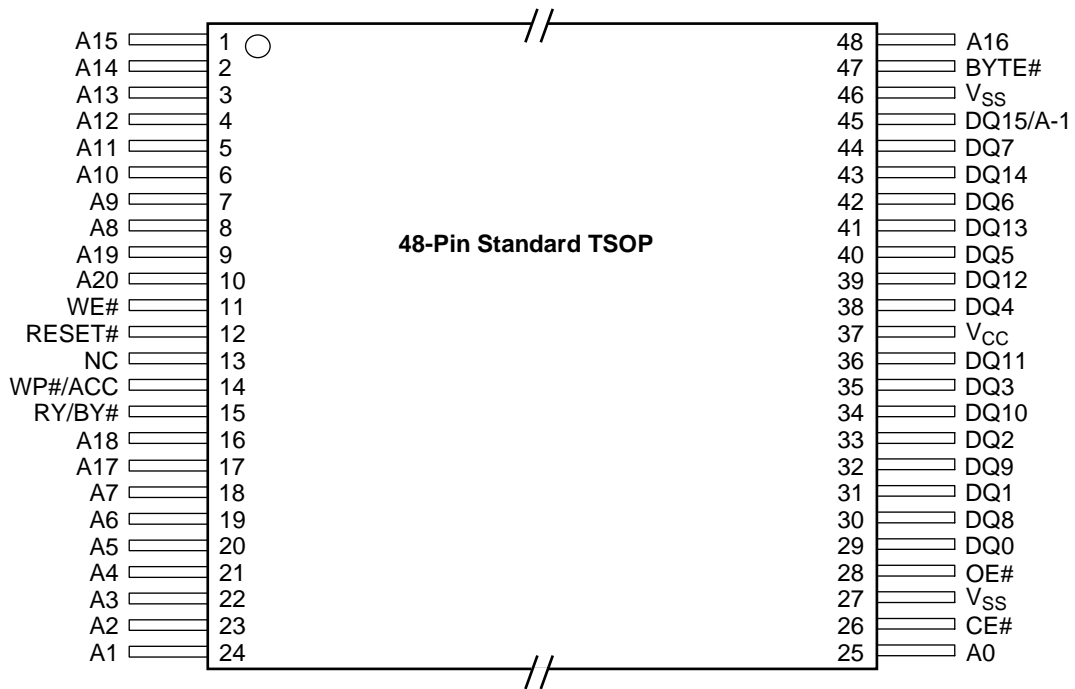 A15 1 48 A16
A14 2 47 BYTE#
A13 3 46 VSS
A12 4 45 DQ15/A-1
A11 5 44 DQ7
A10 6 43 DQ14
A9 7 42 DQ6
A8 8 41 DQ13
48-Pin Standard TSOP
A19 9 40 DQ5
A20 10 39 DQ12
WE# 11 38 DQ4
RESET# 12 37 VCC
NC 13 36 DQ11
WP#/ACC 14 35 DQ3
RY/BY# 15 34 DQ10
A18 16 33 DQ2
A17 17 32 DQ9
A7 18 31 DQ1
A6 19 30 DQ8
A5 20 29 DQ0
A4 21 28 OE#
A3 22 27 VSS
A2 23 26 CE#
A1 24 25 A0